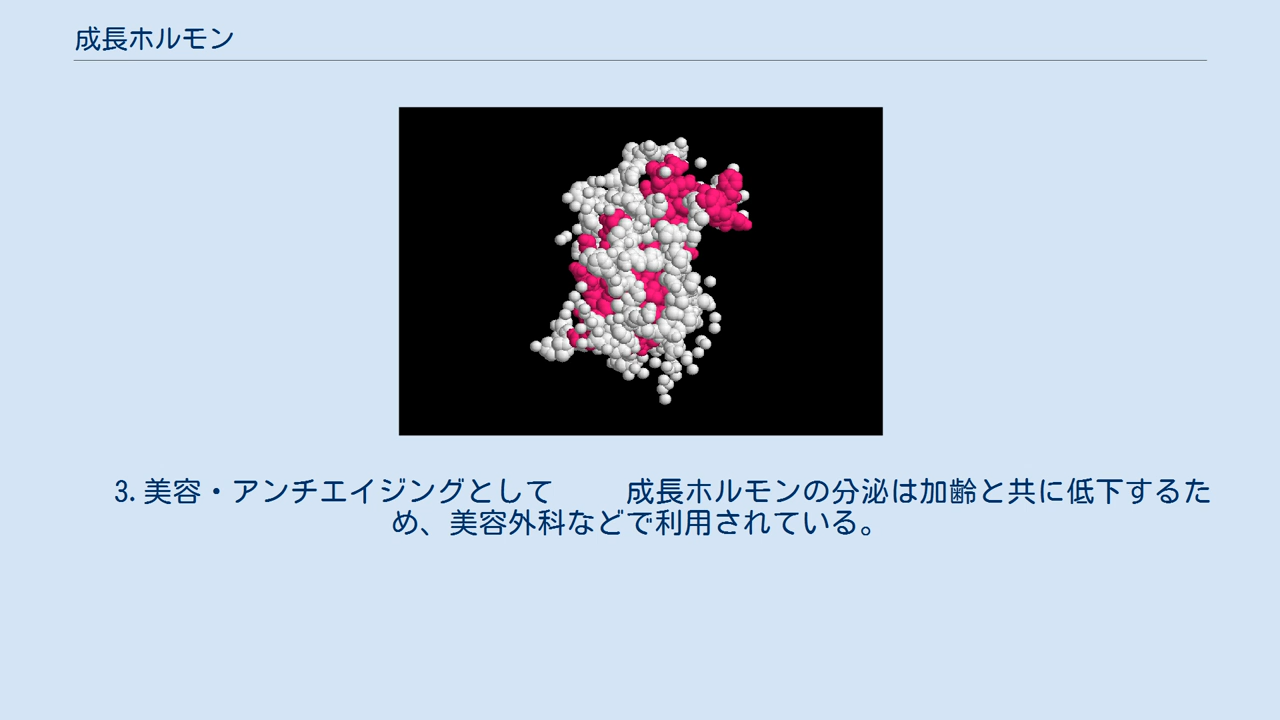 成長ホルモン
3. 美容・アンチエイジングとして　　成長ホルモンの分泌は加齢と共に低下するた
め、美容外科などで利用されている。